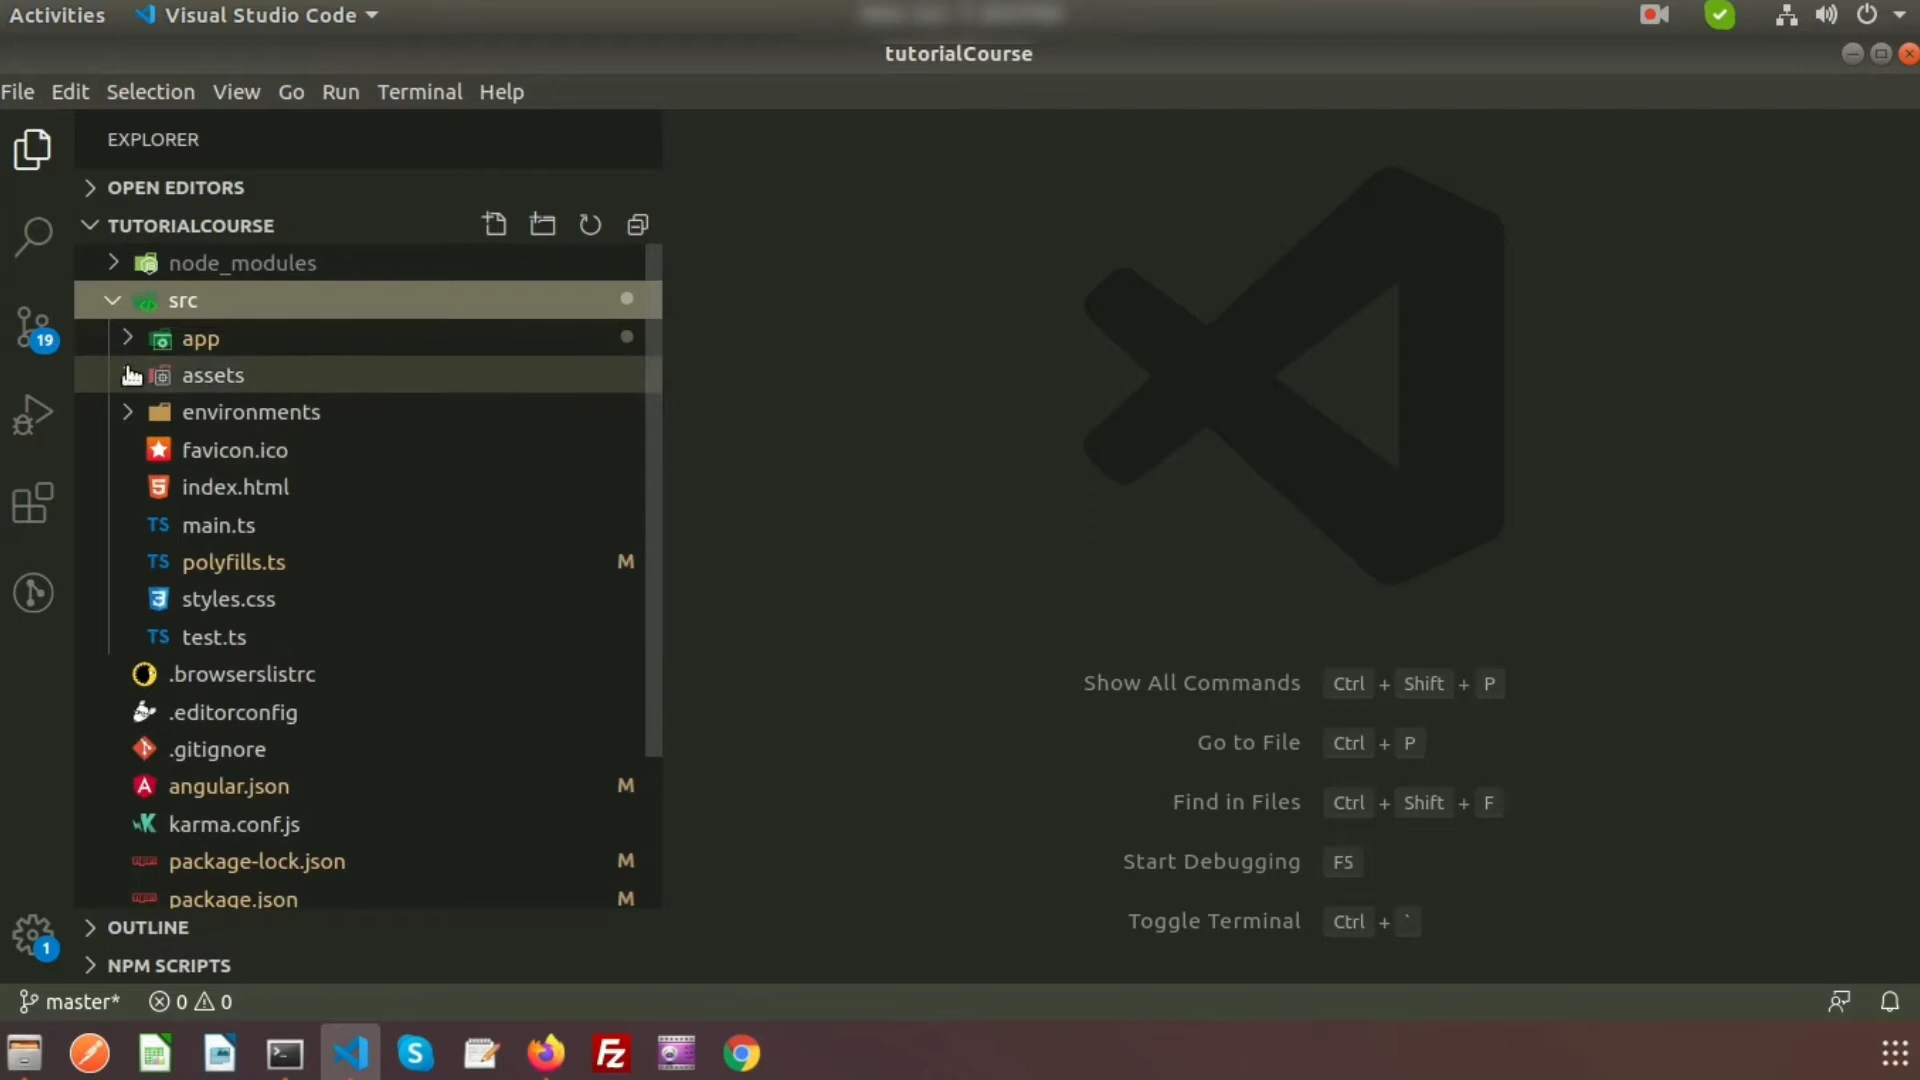 Activities Visual Studio Code
tutorialCourse
File Edit Selection View Go Run Terminal Help
EXPLORER
OPEN EDITORS
TUTORIALCOURSE
node_modules
src
app
assets
environments
favicon.ico
index.html
TS main.ts
TS polyfills.ts M
styles.css
TS test.ts
.browserslistrc
.editorconfig
.gitignore
angular.json M
karma.conf.js
package-lock.json M
package.json M
OUTLINE
NPM SCRIPTS
19
1
Show All Commands Ctrl + Shift + P
Go to File Ctrl + P
Find in Files Ctrl + Shift + F
Start Debugging F5
Toggle Terminal Ctrl + `
master* 0 0